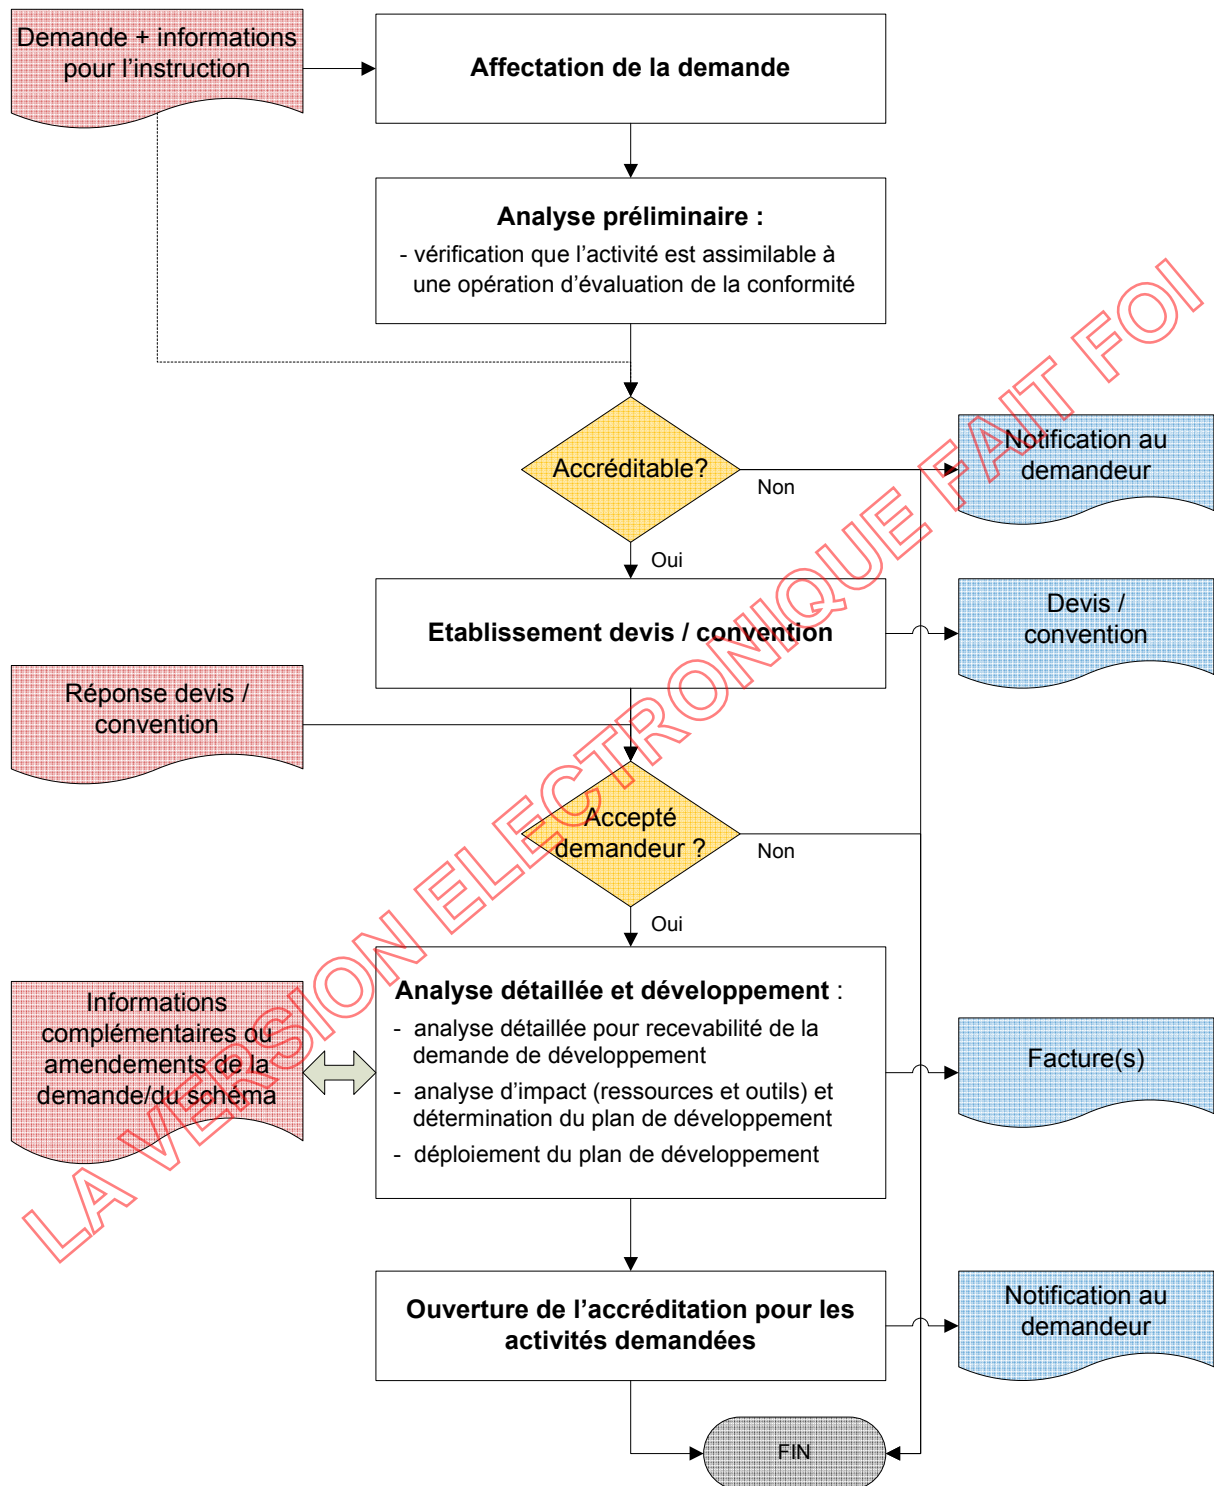 Demande + informations
pour l'instruction
Affectation de la demande
Analyse préliminaire :
- vérification que l'activité est assimilable à
une opération d'évaluation de la conformité
Accréditable?
Non
Notification au
demandeur
Oui
Etablissement devis / convention
Devis /
convention
Réponse devis /
convention
Accepté
demandeur ?
Non
Oui
Informations
complémentaires ou
amendements de la
demande/du schéma
Analyse détaillée et développement :
- analyse détaillée pour recevabilité de la
demande de développement
- analyse d'impact (ressources et outils) et
détermination du plan de développement
- déploiement du plan de développement
Facture(s)
Ouverture de l'accréditation pour les
activités demandées
Notification au
demandeur
FIN
LA VERSION ELECTRONIQUE FAIT FOI